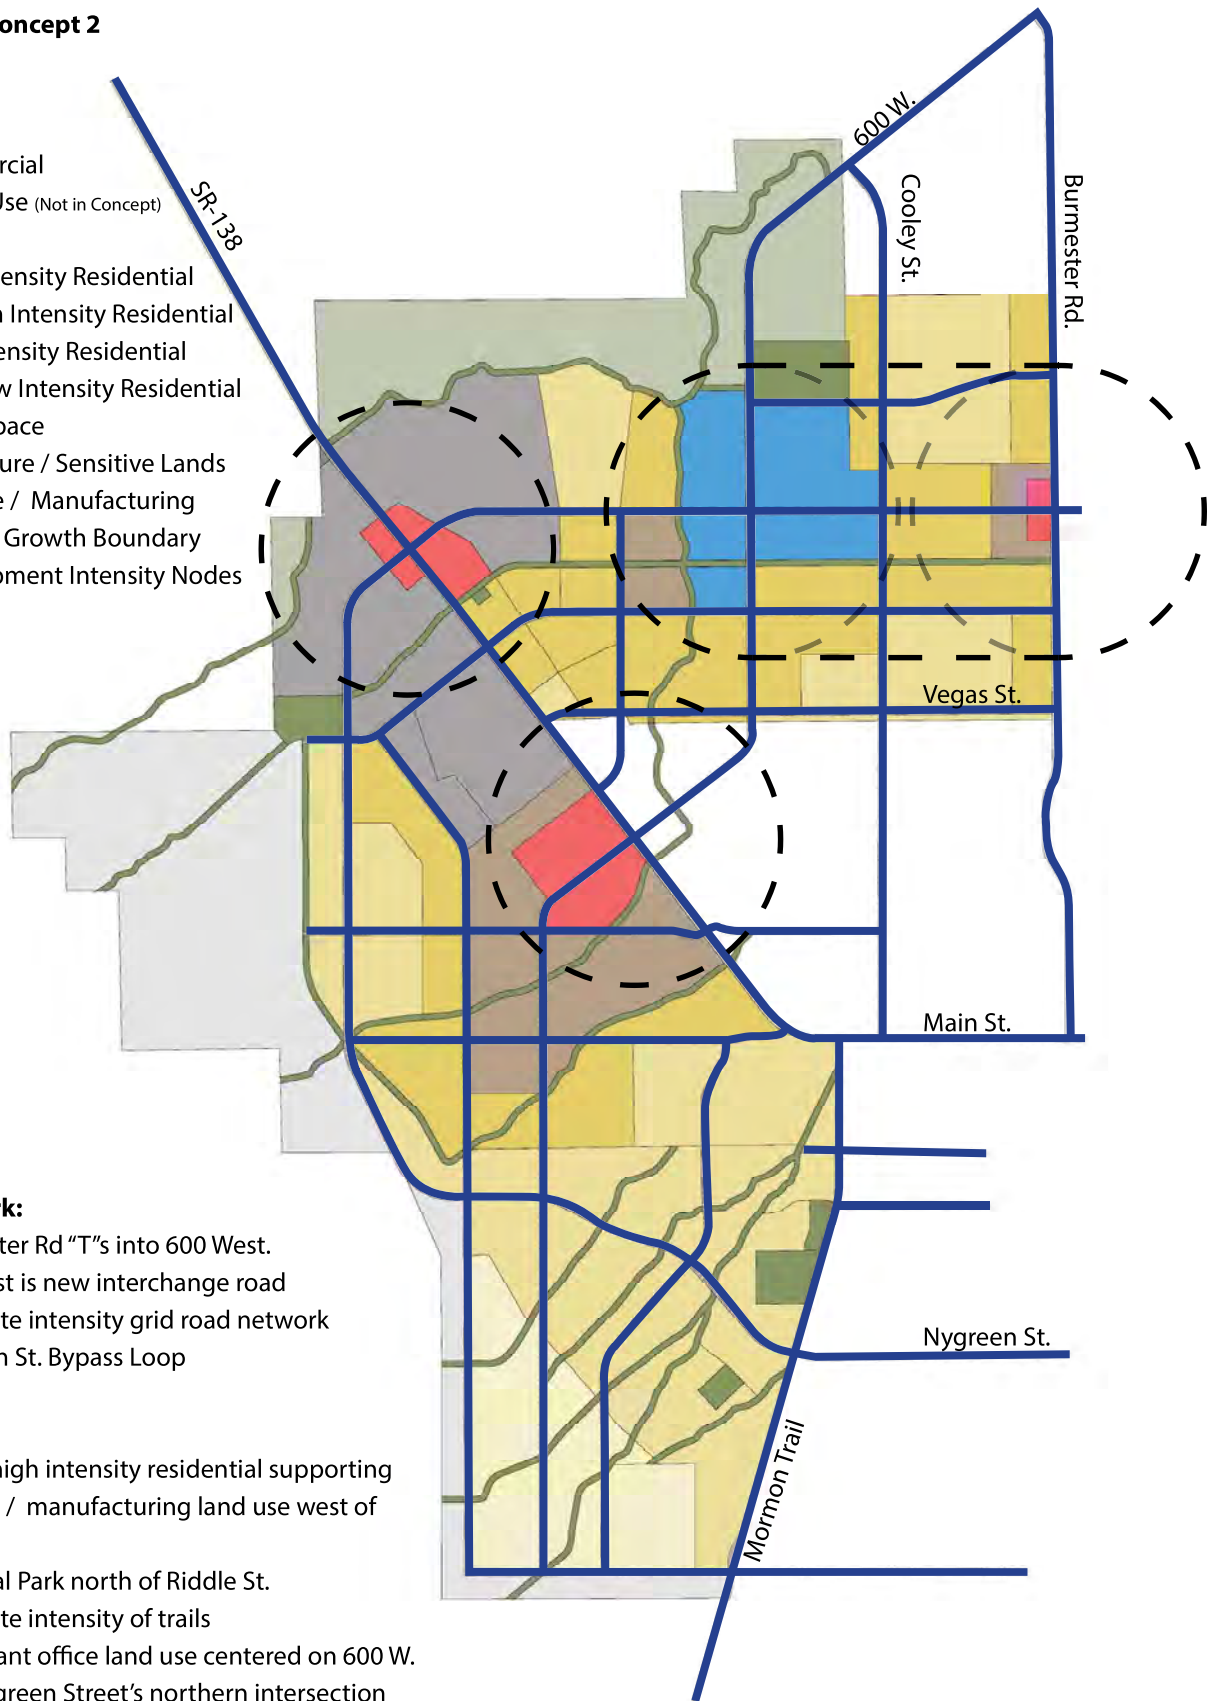 oncept 2
600 W.
rcial
Use (Not in Concept)
SR-138
Cooley St.
Burmester Rd.
ensity Residential
n Intensity Residential
ensity Residential
w Intensity Residential
pace
ure / Sensitive Lands
e / Manufacturing
Growth Boundary
pment Intensity Nodes
Vegas St.
Main St.
rk:
ter Rd “T”s into 600 West.
st is new interchange road
te intensity grid road network
n St. Bypass Loop
Nygreen St.
Mormon Trail
high intensity residential supporting
/ manufacturing land use west of
al Park north of Riddle St.
te intensity of trails
ant office land use centered on 600 W.
green Street’s northern intersection